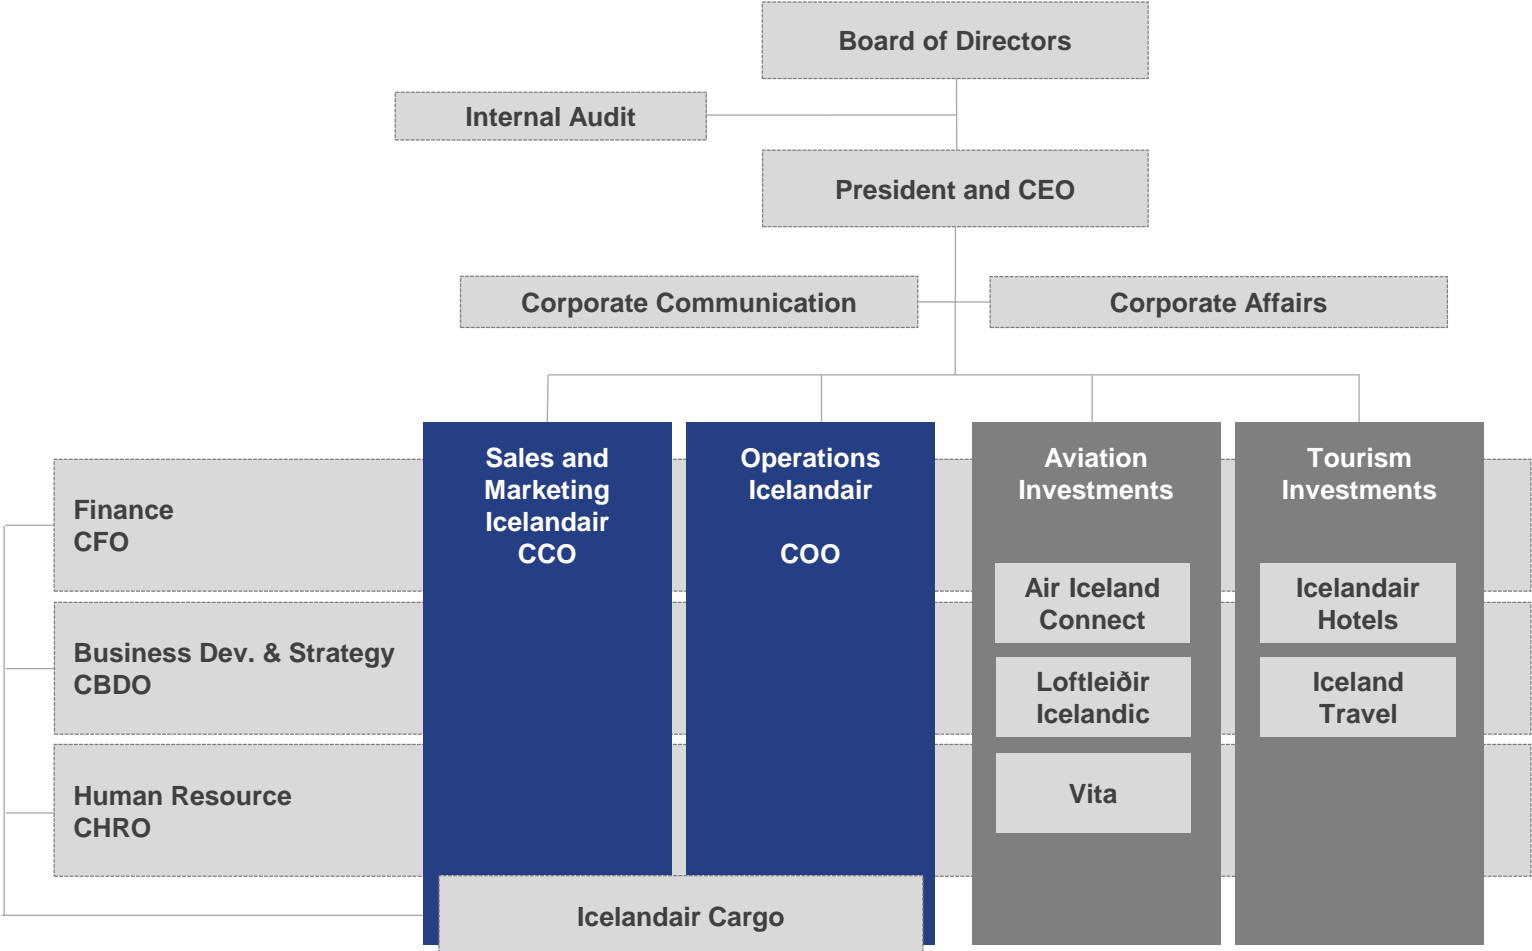 Board of Directors
Internal Audit
President and CEO
Corporate Communication
Corporate Affairs
Sales and
Marketing
Icelandair
CCO
Operations
Icelandair
COO
Aviation
Investments
Tourism
Investments
Finance
CFO
Business Dev. & Strategy
CBDO
Human Resource
CHRO
Air Iceland
Connect
Loftleiðir
Icelandic
Vita
Icelandair
Hotels
Iceland
Travel
Icelandair Cargo